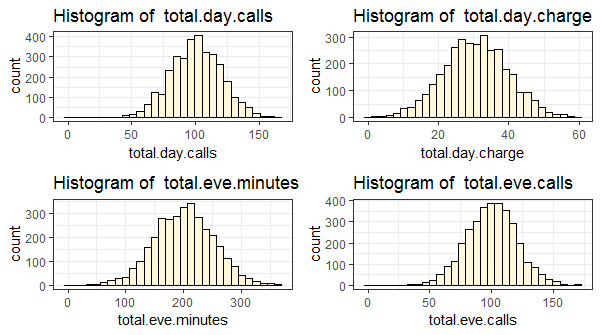 Histogram of  total.day.calls
count
400
300
200
100
0
0
50
100
150
total.day.calls
Histogram of  total.day.charge
count
300
200
100
0
0
20
40
60
total.day.charge
Histogram of  total.eve.minutes
count
300
200
100
0
0
100
200
300
total.eve.minutes
Histogram of  total.eve.calls
count
400
300
200
100
0
0
50
100
150
total.eve.calls